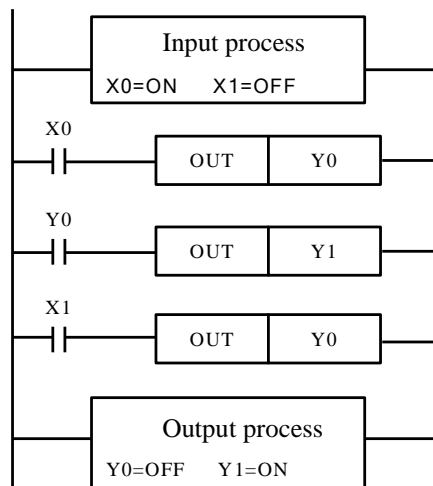 Input process
X0=ON X1=OFF
X0
OUT Y0
Y0
OUT Y1
X1
OUT Y0
Output process
Y0=OFF Y1=ON